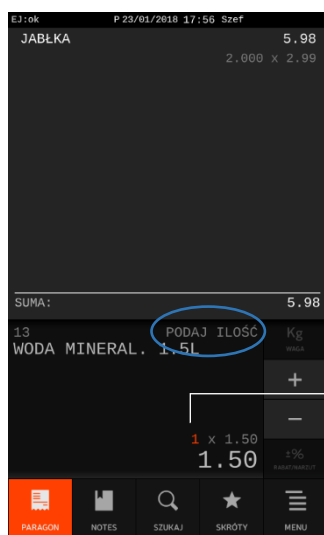 EJ:ok P 23/01/2018 17:56 Szef
JABŁKA 5.98
2.000 x 2.99
SUMA: 5.98
13 PODAJ ILOŚĆ Kg
WAGA
WODA MINERAL. 1.5L
+
−
1 x 1.50
1.50
±%
RABAT/NARZUT
PARAGON NOTES SZUKAJ SKRÓTY MENU